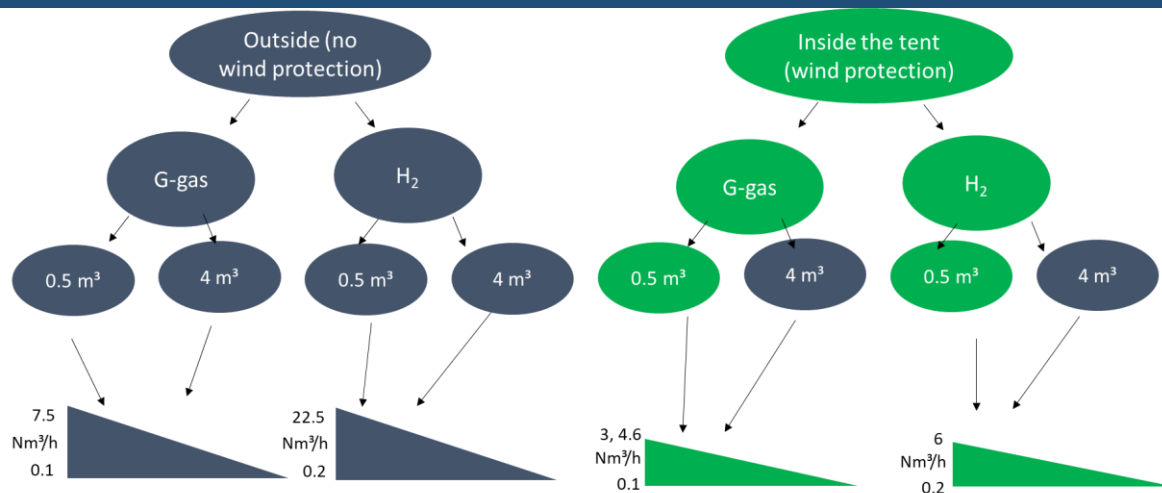 Outside (no
wind protection)
Inside the tent
(wind protection)
G-gas
H₂
G-gas
H₂
0.5 m³
4 m³
0.5 m³
4 m³
0.5 m³
4 m³
0.5 m³
4 m³
7.5
Nm³/h
0.1
22.5
Nm³/h
0.2
3, 4.6
Nm³/h
0.1
6
Nm³/h
0.2